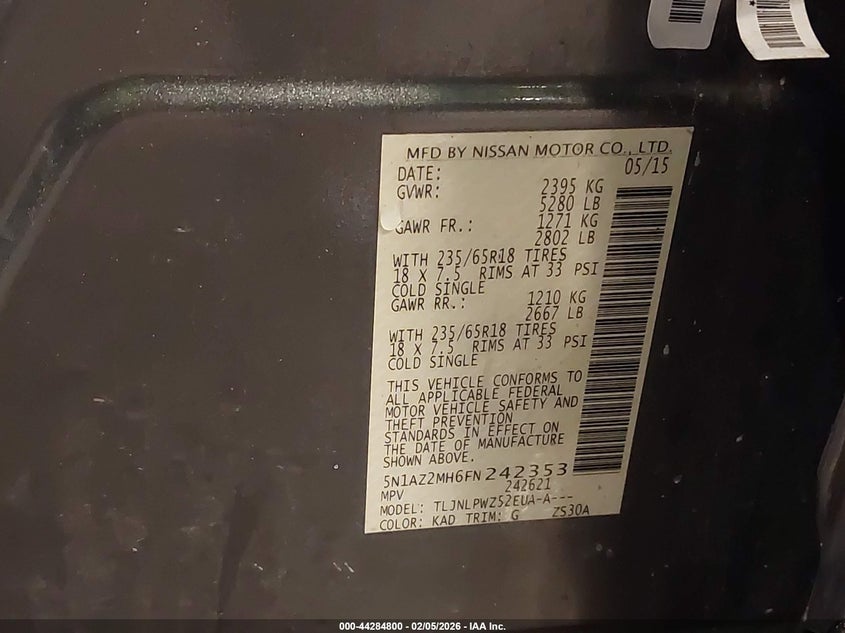 MFD BY NISSAN MOTOR CO., LTD.
DATE: 05/15
GVWR: 2395 KG
5280 LB
GAWR FR.: 1271 KG
2802 LB
WITH 235/65R18 TIRES
18 X 7.5 RIMS AT 33 PSI
COLD SINGLE
GAWR RR.: 1210 KG
2667 LB
WITH 235/65R18 TIRES
18 X 7.5 RIMS AT 33 PSI
COLD SINGLE
THIS VEHICLE CONFORMS TO
ALL APPLICABLE FEDERAL
MOTOR VEHICLE SAFETY AND
THEFT PREVENTION
STANDARDS IN EFFECT ON
THE DATE OF MANUFACTURE
SHOWN ABOVE.
5N1AZ2MH6FN242353
MPV 242621
MODEL: TLJNLPWZ52EUA-A---
COLOR: KAD TRIM: G ZS30A
000-44284800 - 02/05/2026 - IAA Inc.